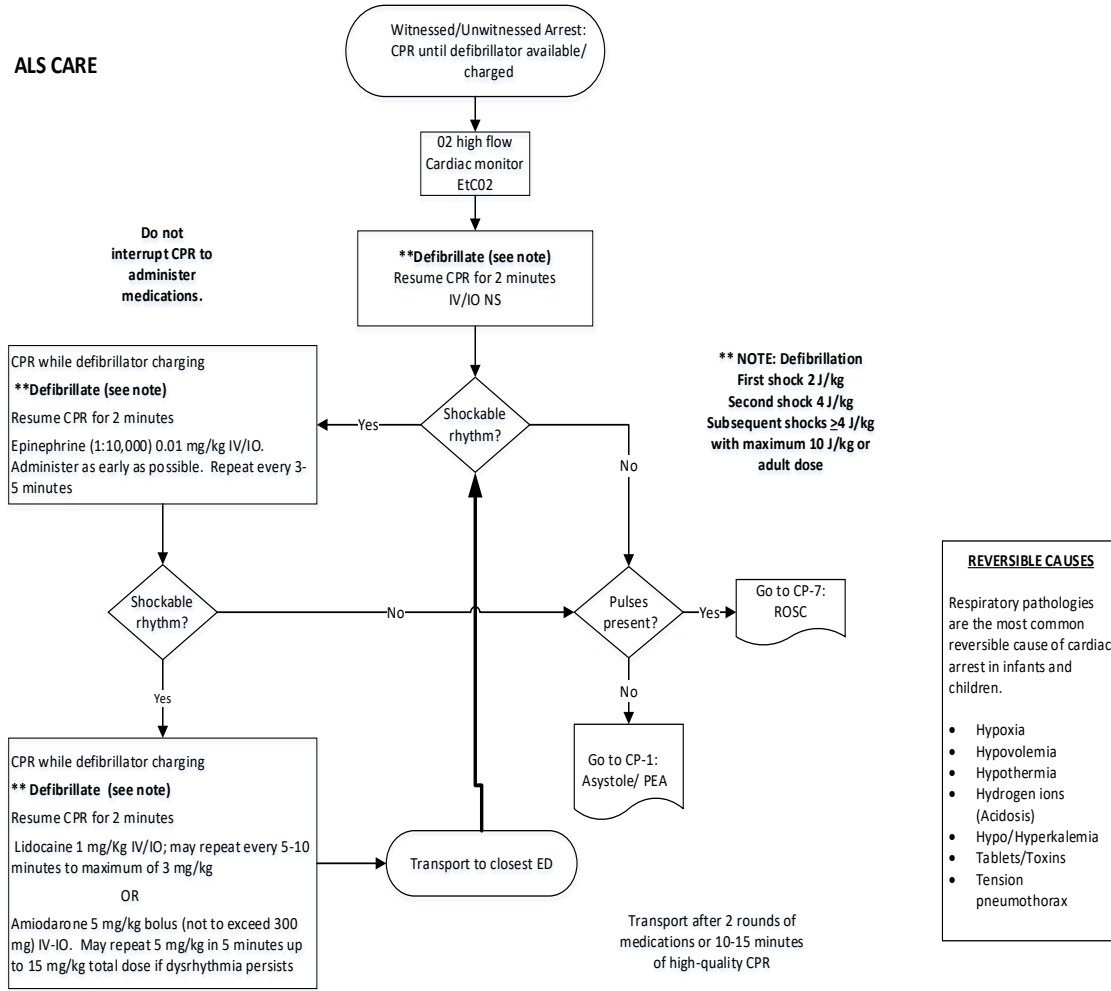 ALS CARE
Witnessed/Unwitnessed Arrest:
CPR until defibrillator available/
charged
02 high flow
Cardiac monitor
EtC02
Do not
interrupt CPR to
administer
medications.
**Defibrillate (see note)
Resume CPR for 2 minutes
IV/IO NS
CPR while defibrillator charging
**Defibrillate (see note)
Resume CPR for 2 minutes
Epinephrine (1:10,000) 0.01 mg/kg IV/IO.
Administer as early as possible.  Repeat every 3-
5 minutes
Yes
Shockable
rhythm?
No
** NOTE: Defibrillation
First shock 2 J/kg
Second shock 4 J/kg
Subsequent shocks ≥4 J/kg
with maximum 10 J/kg or
adult dose
Shockable
rhythm?
No
Pulses
present?
Yes
Go to CP-7:
ROSC
Yes
No
Go to CP-1:
Asystole/ PEA
CPR while defibrillator charging
** Defibrillate  (see note)
Resume CPR for 2 minutes
Lidocaine 1 mg/Kg IV/IO; may repeat every 5-10
minutes to maximum of 3 mg/kg
OR
Amiodarone 5 mg/kg bolus (not to exceed 300
mg) IV-IO.  May repeat 5 mg/kg in 5 minutes up
to 15 mg/kg total dose if dysrhythmia persists
Transport to closest ED
Transport after 2 rounds of
medications or 10-15 minutes
of high-quality CPR
REVERSIBLE CAUSES
Respiratory pathologies
are the most common
reversible cause of cardiac
arrest in infants and
children.
• Hypoxia
• Hypovolemia
• Hypothermia
• Hydrogen ions
(Acidosis)
• Hypo/Hyperkalemia
• Tablets/Toxins
• Tension
pneumothorax